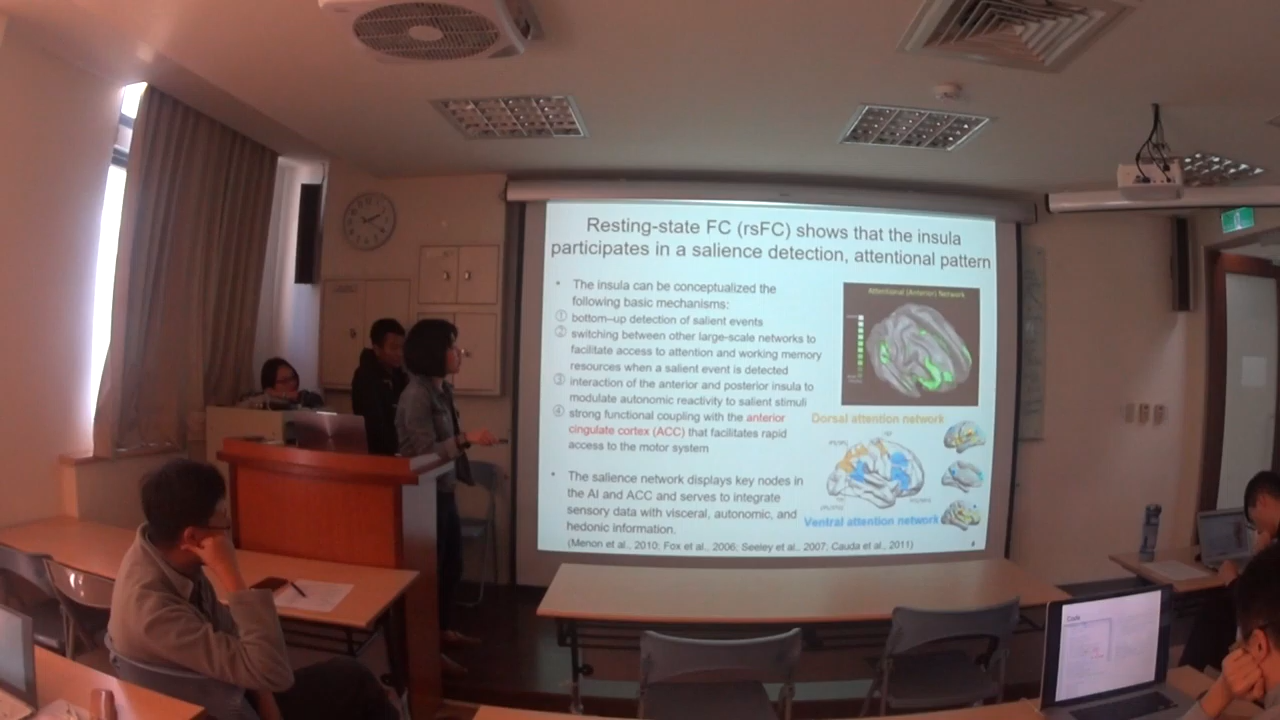 Resting-state FC (rsFC) shows that the insula
participates in a salience detection, attentional pattern
• The insula can be conceptualized the
following basic mechanisms:
① bottom–up detection of salient events
② switching between other large-scale networks to
facilitate access to attention and working memory
resources when a salient event is detected
③ interaction of the anterior and posterior insula to
modulate autonomic reactivity to salient stimuli
④ strong functional coupling with the anterior
cingulate cortex (ACC) that facilitates rapid
access to the motor system
• The salience network displays key nodes in
the AI and ACC and serves to integrate
sensory data with visceral, autonomic, and
hedonic information.
(Menon et al., 2010; Fox et al., 2006; Seeley et al., 2007; Cauda et al., 2011)
Attentional (Anterior) Network
Dorsal attention network
Ventral attention network
Code